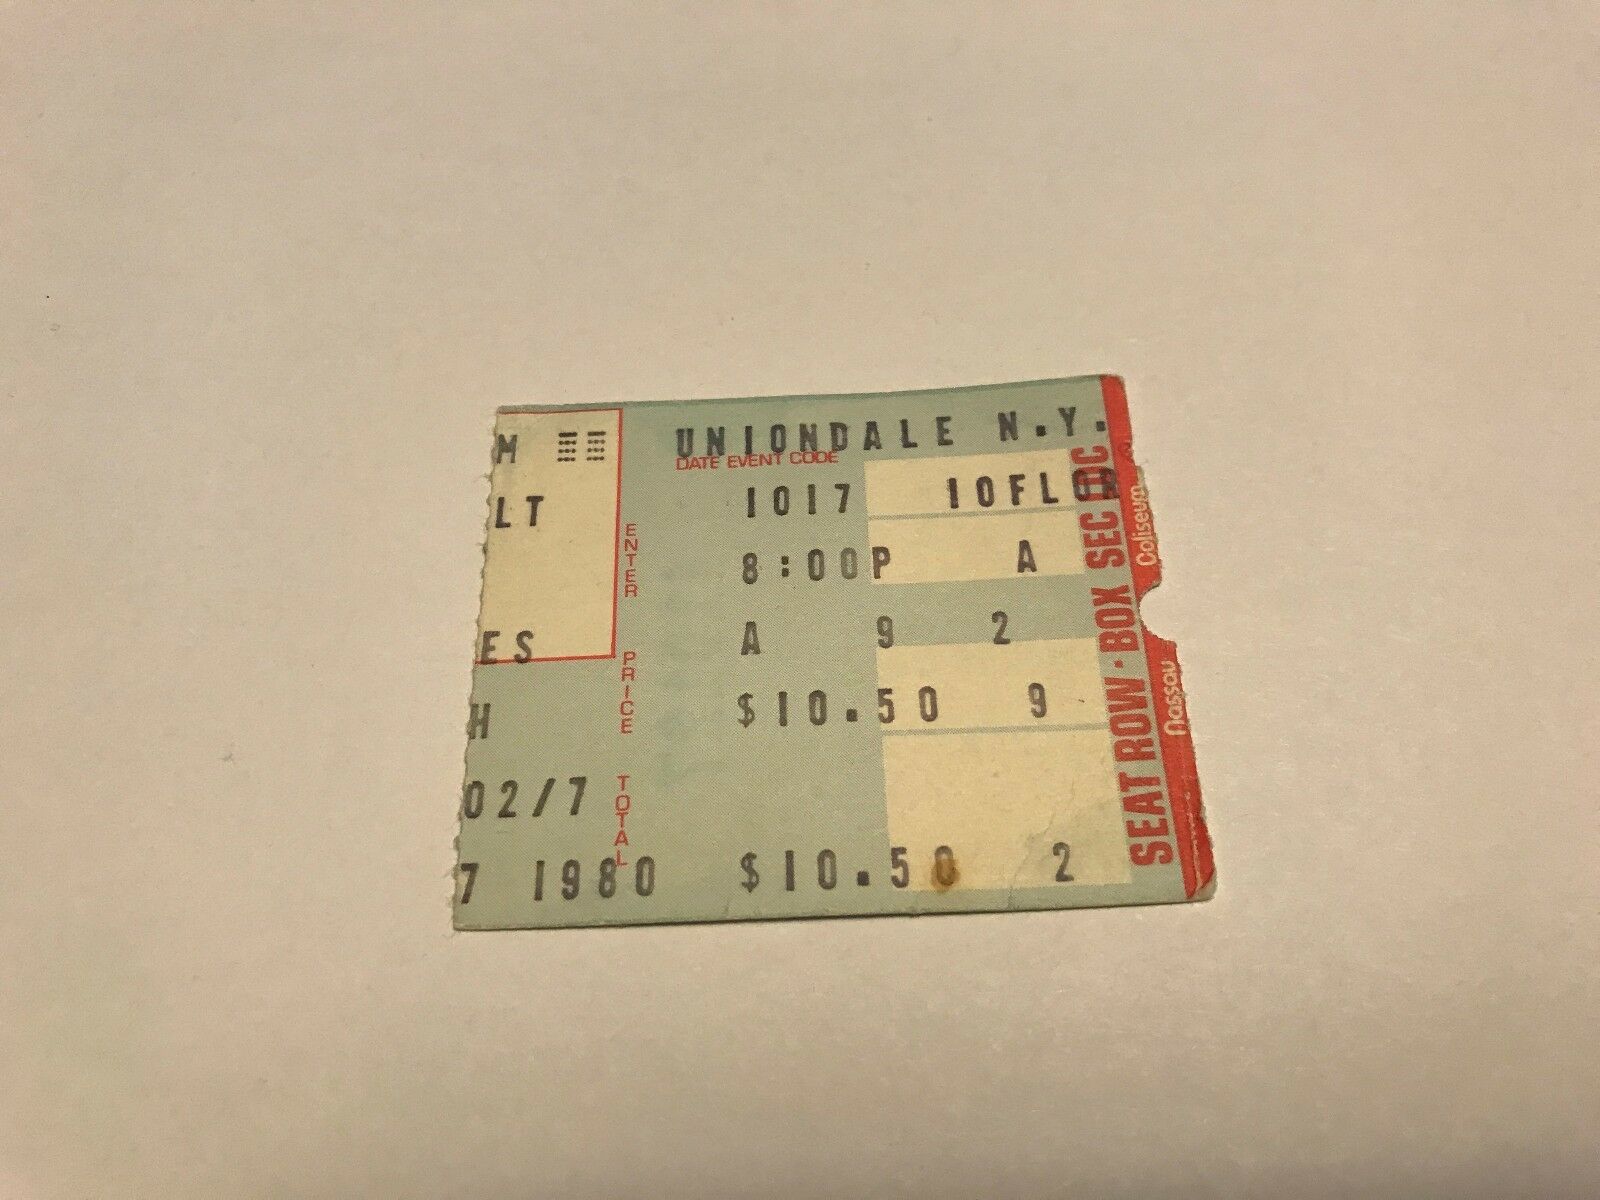 M UNIONDALE N.Y.
DATE EVENT CODE
LT 1017 10FLOR
8:00P A
ES A 9 2
H $10.50 9
02/7
7 1980 $10.50 2
ENTER PRICE TOTAL
SEAT ROW · BOX SEC LOC
nassau Coliseum